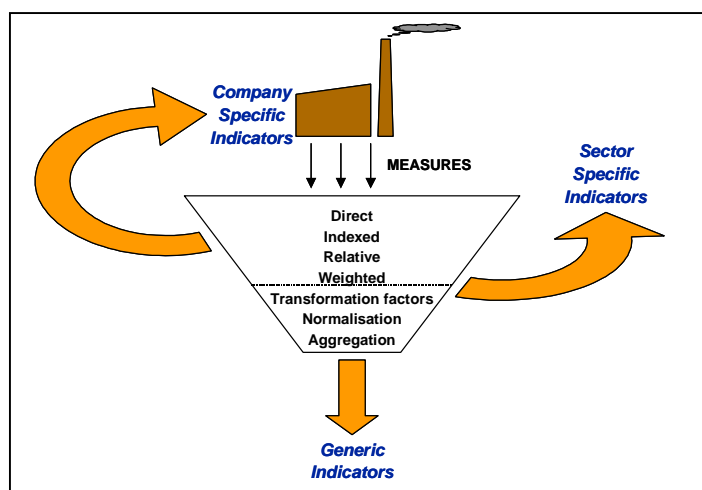 Company
Specific
Indicators
MEASURES
Sector
Specific
Indicators
Direct
Indexed
Relative
Weighted
Transformation factors
Normalisation
Aggregation
Generic
Indicators